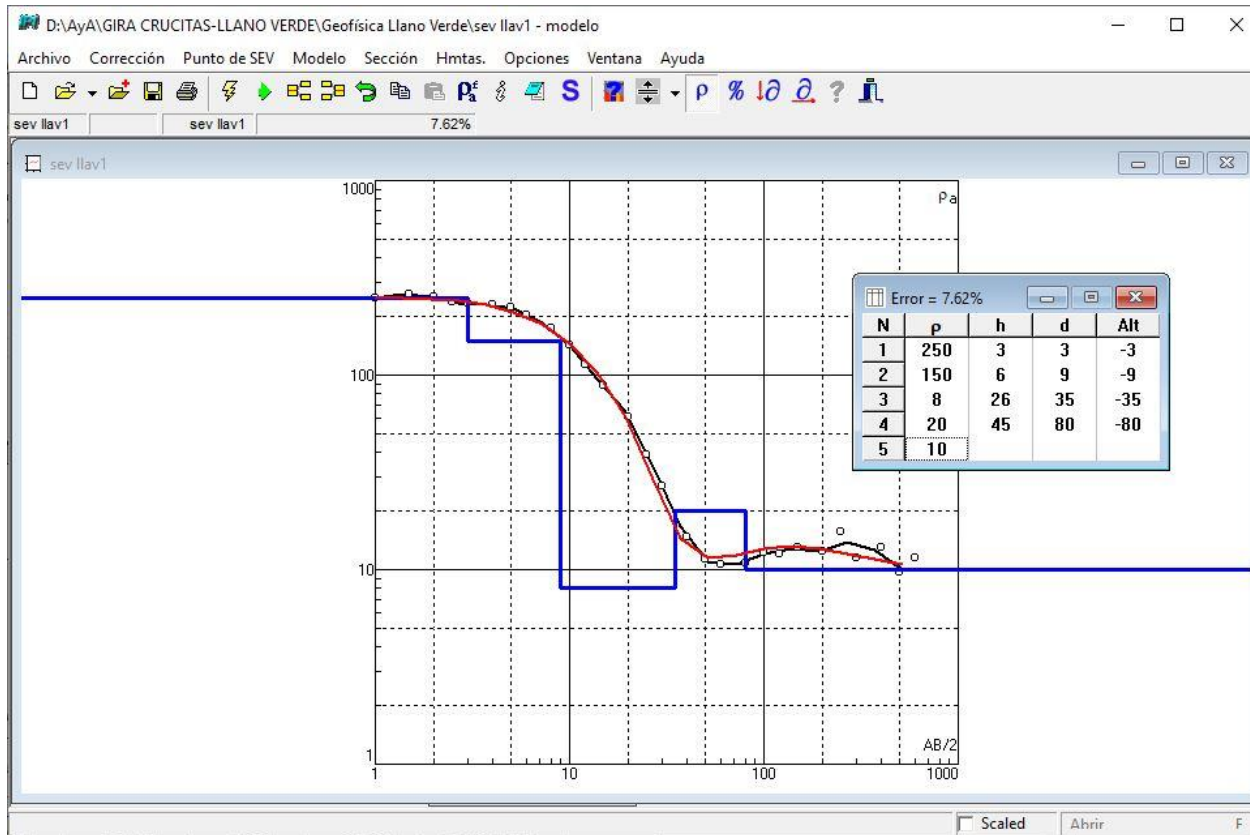 D:\AyA\GIRA CRUCITAS-LLANO VERDE\Geofísica Llano Verde\sev llav1 - modelo
Archivo Corrección Punto de SEV Modelo Sección Hmtas. Opciones Ventana Ayuda
S ρ % ↓∂ ∂ ?
sev llav1 sev llav1 7.62%
sev llav1
1000 ρa
100
10
1 AB/2
1 10 100 1000
Error = 7.62%
N ρ h d Alt
1 250 3 3 -3
2 150 6 9 -9
3 8 26 35 -35
4 20 45 80 -80
5 10
Scaled Abrir F